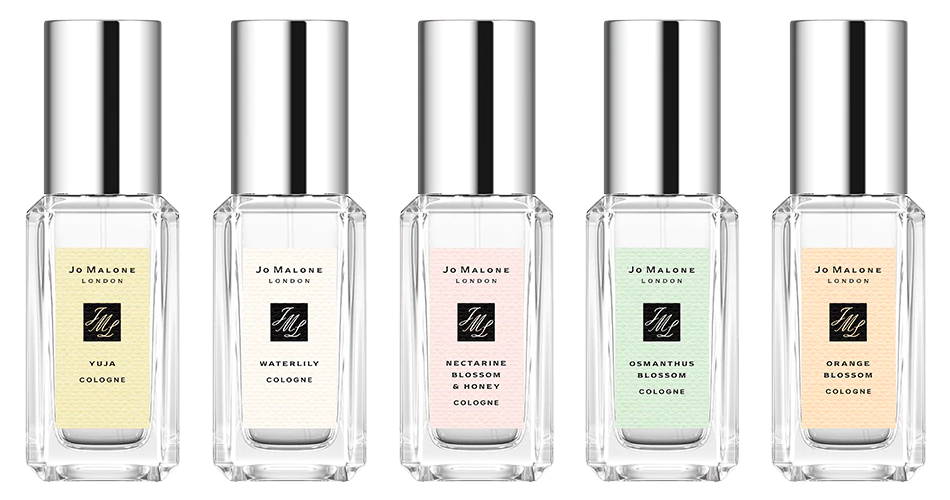 Jo Malone
LONDON
JML
YUJA
COLOGNE
Jo Malone
LONDON
JML
WATERLILY
COLOGNE
Jo Malone
LONDON
JML
NECTARINE
BLOSSOM
& HONEY
COLOGNE
Jo Malone
LONDON
JML
OSMANTHUS
BLOSSOM
COLOGNE
Jo Malone
LONDON
JML
ORANGE
BLOSSOM
COLOGNE